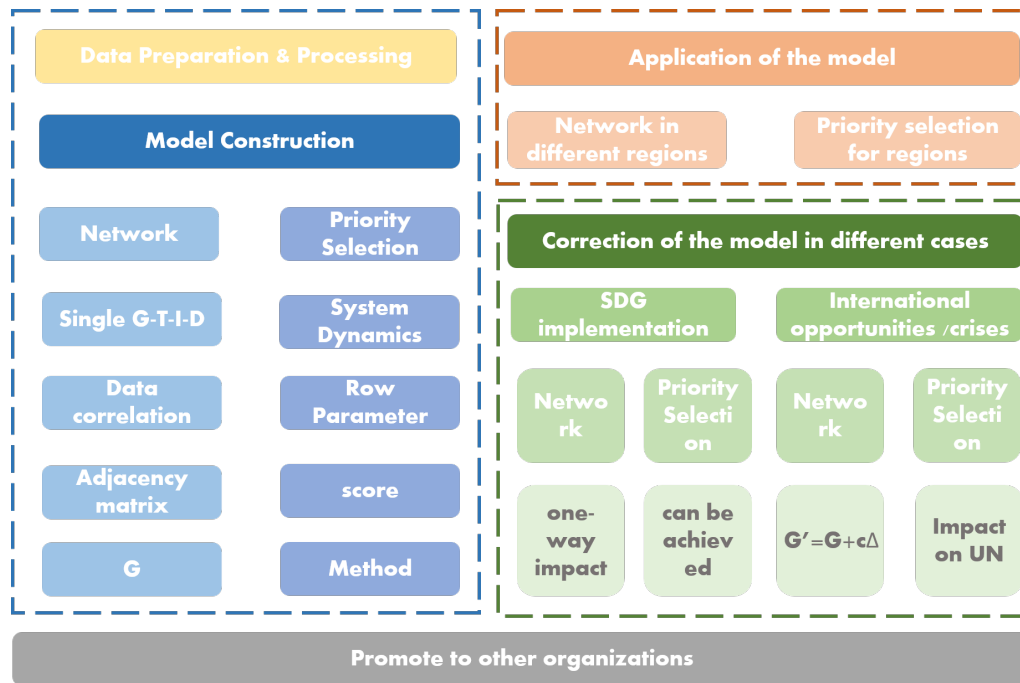 Data Preparation & Processing
Model Construction
Network
Priority
Selection
Single G-T-I-D
System
Dynamics
Data
correlation
Row
Parameter
Adjacency
matrix
score
G
Method
Application of the model
Network in
different regions
Priority selection
for regions
Correction of the model in different cases
SDG
implementation
International
opportunities /crises
Netwo
rk
Priority
Selecti
on
Netwo
rk
Priority
Selecti
on
one-
way
impact
can be
achiev
ed
G′=G+cΔ
Impact
on UN
Promote to other organizations